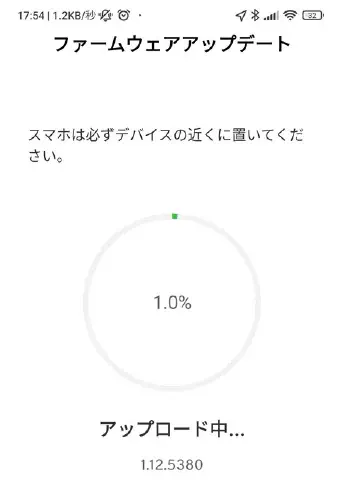 17:54 | 1.2KB/秒
32
ファームウェアアップデート
スマホは必ずデバイスの近くに置いてくだ
さい。
1.0%
アップロード中...
1.12.5380